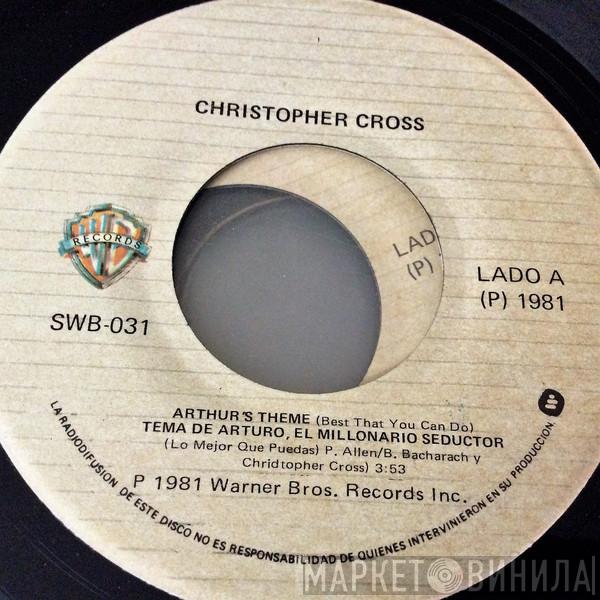 CHRISTOPHER CROSS
RECORDS
LAD
(P)
LADO A
(P) 1981
SWB-031
ARTHUR'S THEME (Best That You Can Do)
TEMA DE ARTURO, EL MILLONARIO SEDUCTOR
(Lo Mejor Que Puedas) P. Allen/B. Bacharach y
Chridtopher Cross) 3:53
P 1981 Warner Bros. Records Inc.
LA RADIODIFUSION DE ESTE DISCO NO ES RESPONSABILIDAD DE QUIENES INTERVINIERON EN SU PRODUCCION.
МАРКЕТ ВИНИЛА